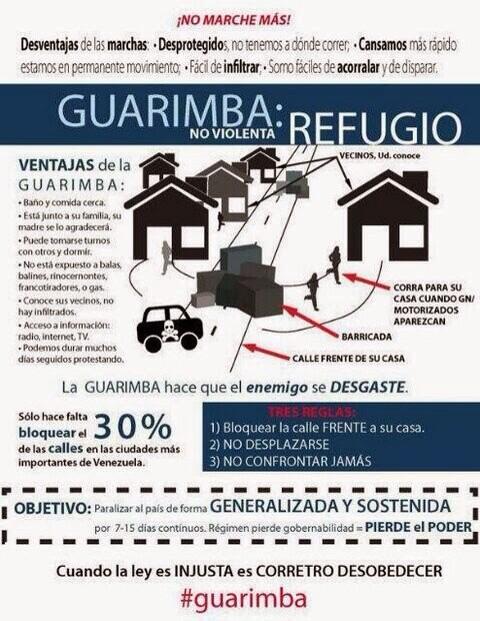 ¡NO MARCHE MÁS!
Desventajas de las marchas: • Desprotegidos, no tenemos a dónde correr; • Cansamos más rápido
estamos en permanente movimiento; • Fácil de infiltrar; • Somo fáciles de acorralar y de disparar.
GUARIMBA:
NO VIOLENTA
REFUGIO
VENTAJAS de la
GUARIMBA:
• Baño y comida cerca.
• Está junto a su familia, su
madre se lo agradecerá.
• Puede tomarse turnos
con otros y dormir.
• No está expuesto a balas,
balines, rinocerontes,
francotiradores, o gas.
• Conoce sus vecinos, no
hay infiltrados.
• Acceso a información:
radio, internet, TV.
• Podemos durar muchos
días seguidos protestando.
VECINOS, Ud. conoce
CORRA PARA SU
CASA CUANDO GN/
MOTORIZADOS
APAREZCAN
BARRICADA
CALLE FRENTE DE SU CASA
La GUARIMBA hace que el enemigo se DESGASTE.
Sólo hace falta
bloquear el 30%
de las calles en las ciudades más
importantes de Venezuela.
TRES REGLAS:
1) Bloquear la calle FRENTE a su casa.
2) NO DESPLAZARSE
3) NO CONFRONTAR JAMÁS
OBJETIVO: Paralizar al país de forma GENERALIZADA Y SOSTENIDA
por 7-15 días continuos. Régimen pierde gobernabilidad = PIERDE el PODER
Cuando la ley es INJUSTA es CORRETRO DESOBEDECER
#guarimba